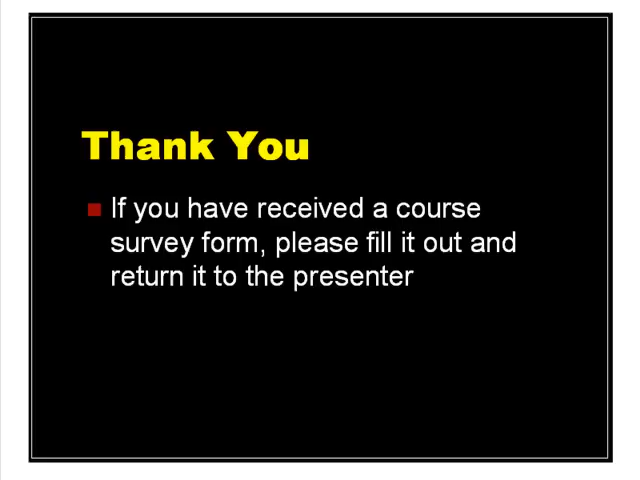 Thank You
If you have received a course
survey form, please fill it out and
return it to the presenter